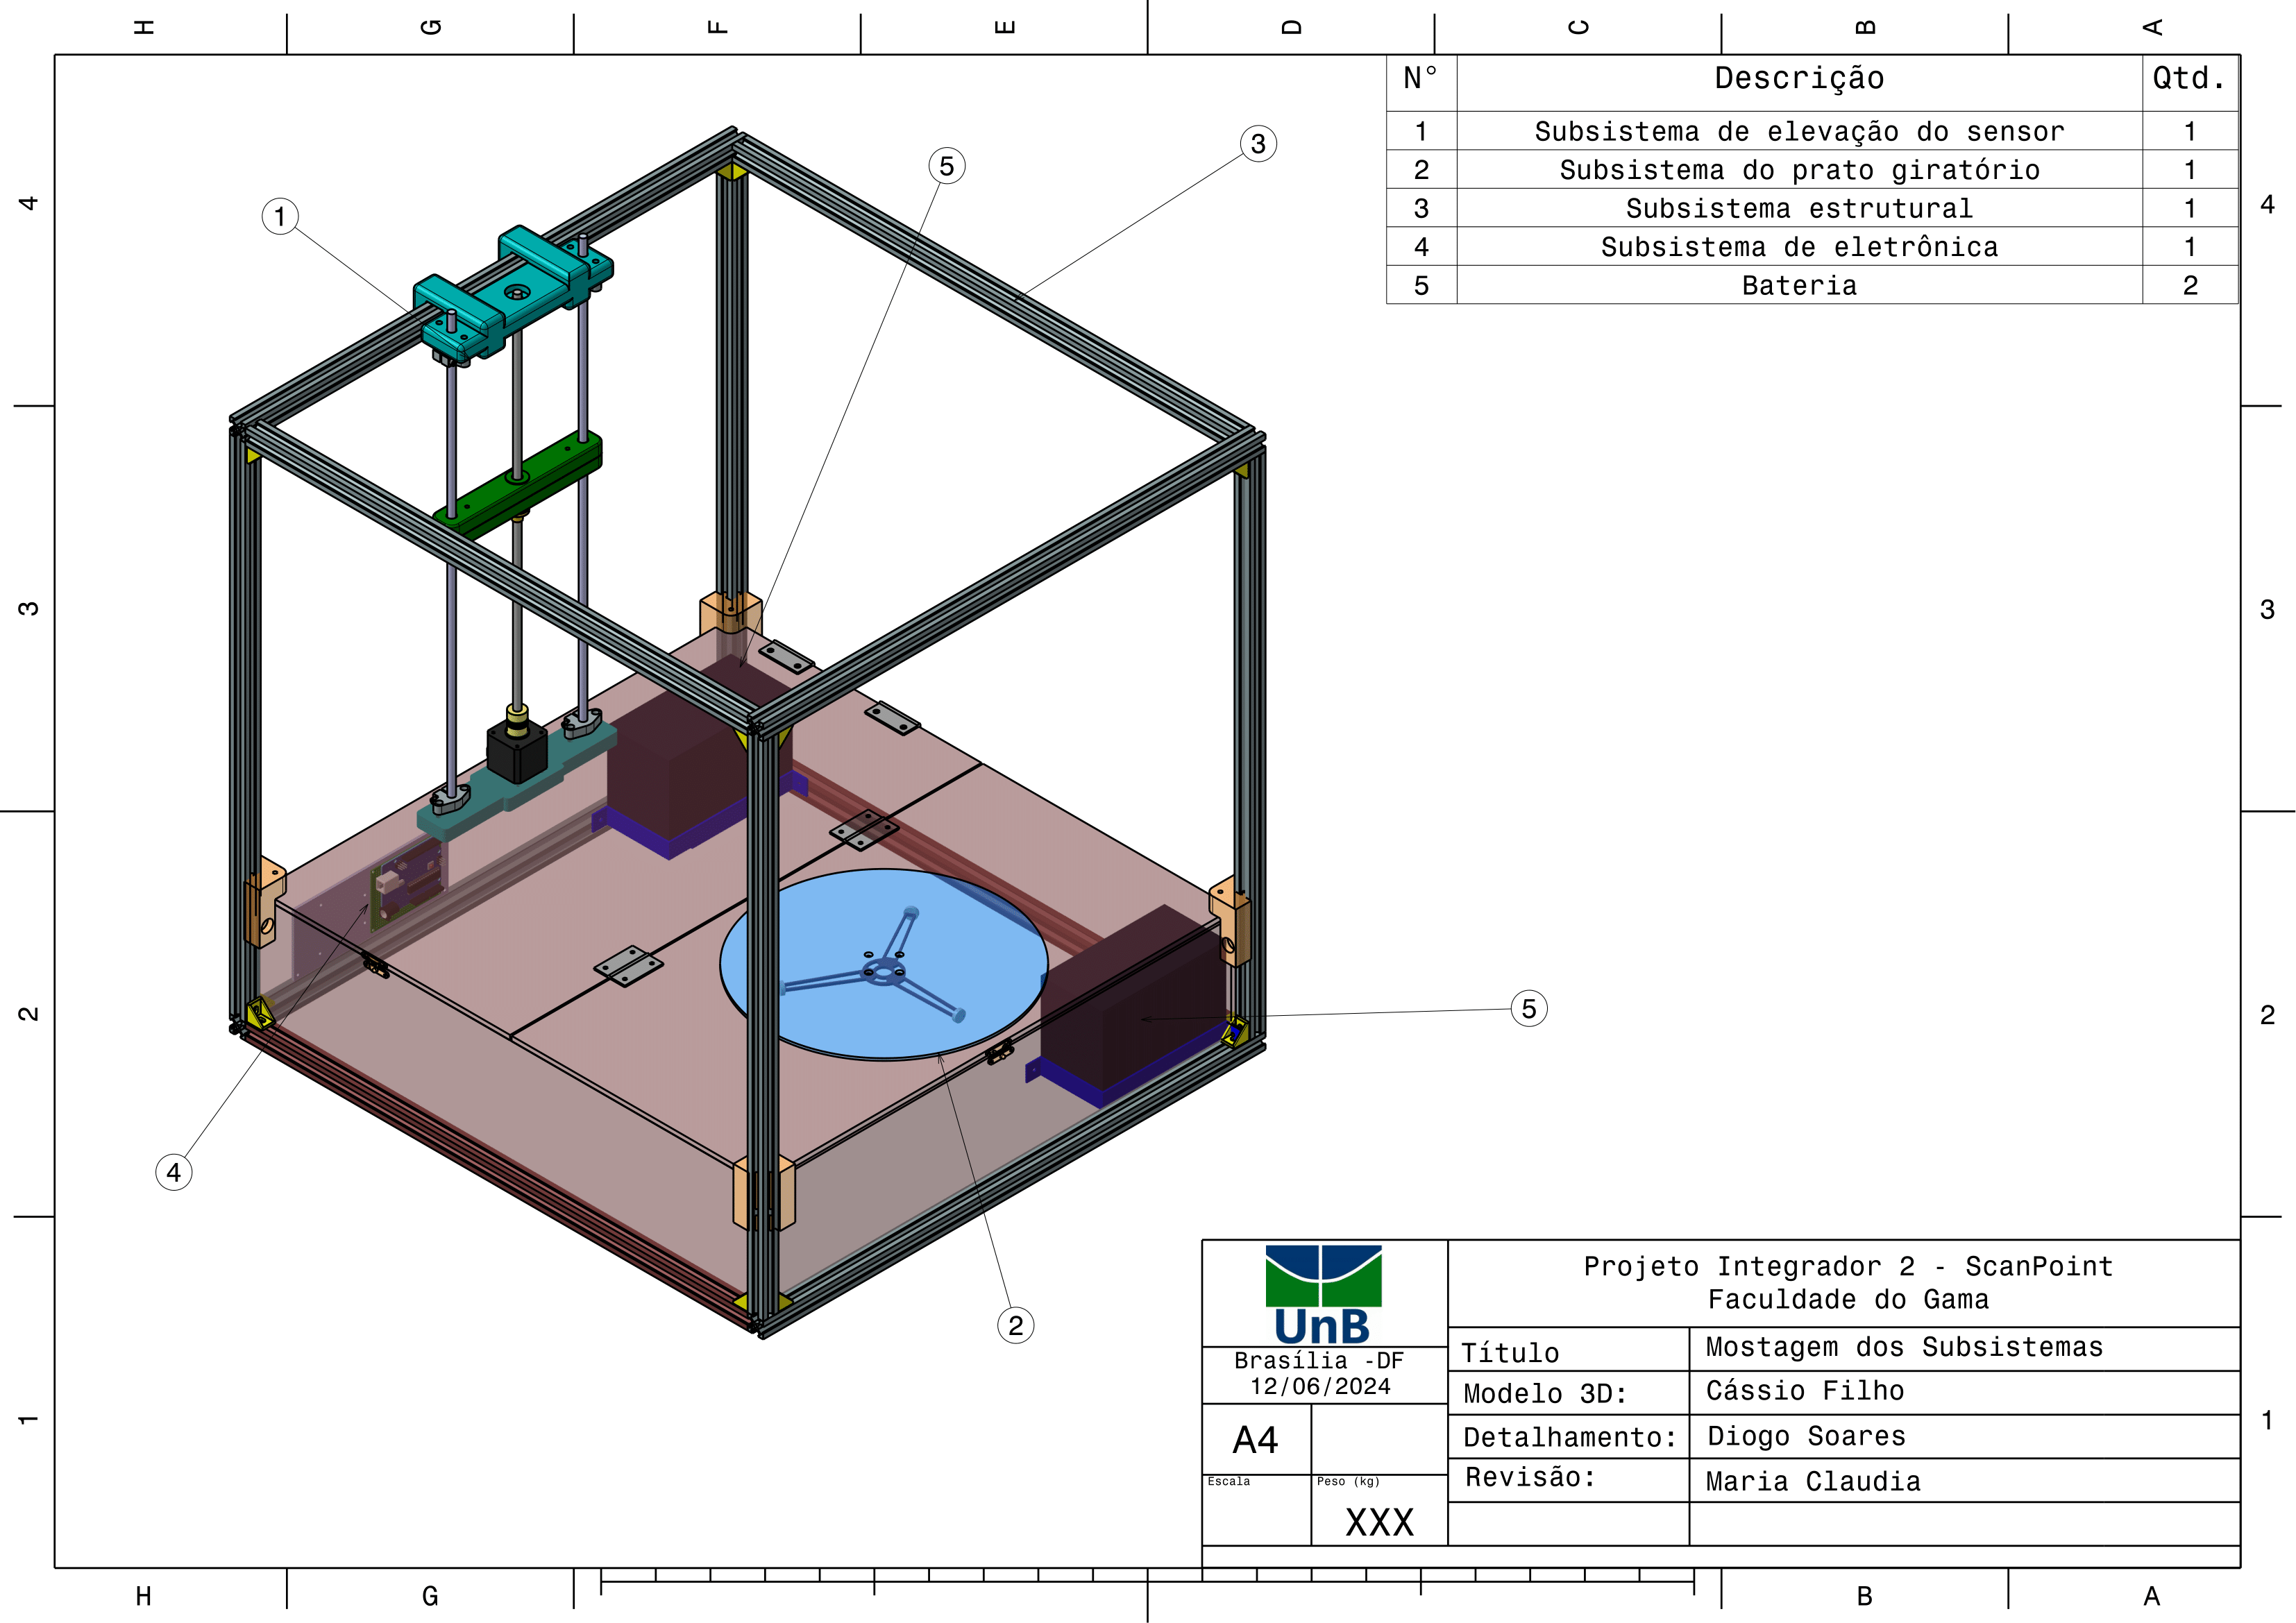 H G F E D C B A
N° Descrição Qtd.
1 Subsistema de elevação do sensor 1
2 Subsistema do prato giratório 1
3 Subsistema estrutural 1
4 Subsistema de eletrônica 1
5 Bateria 2
4 4
3
5
1
3 3
2 2
5
4
2
1 1
UnB
Brasília -DF
12/06/2024
A4
Escala
Peso (kg)
XXX
Projeto Integrador 2 - ScanPoint
Faculdade do Gama
Título Mostagem dos Subsistemas
Modelo 3D: Cássio Filho
Detalhamento: Diogo Soares
Revisão: Maria Claudia
H G B A